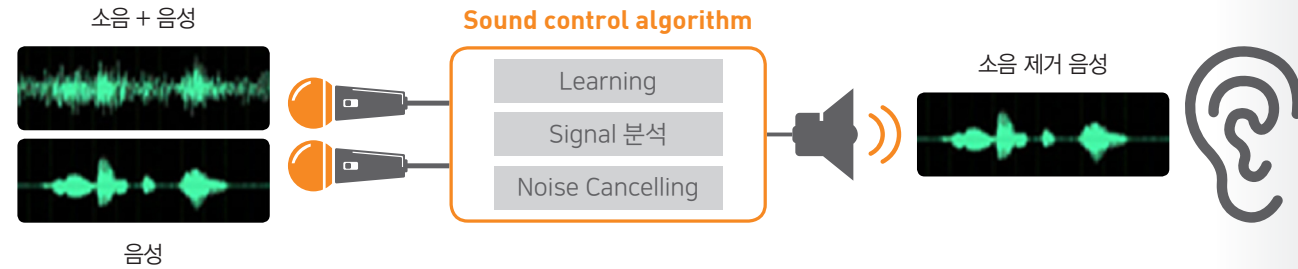 소음 + 음성
음성
Sound control algorithm
Learning
Signal 분석
Noise Cancelling
소음 제거 음성